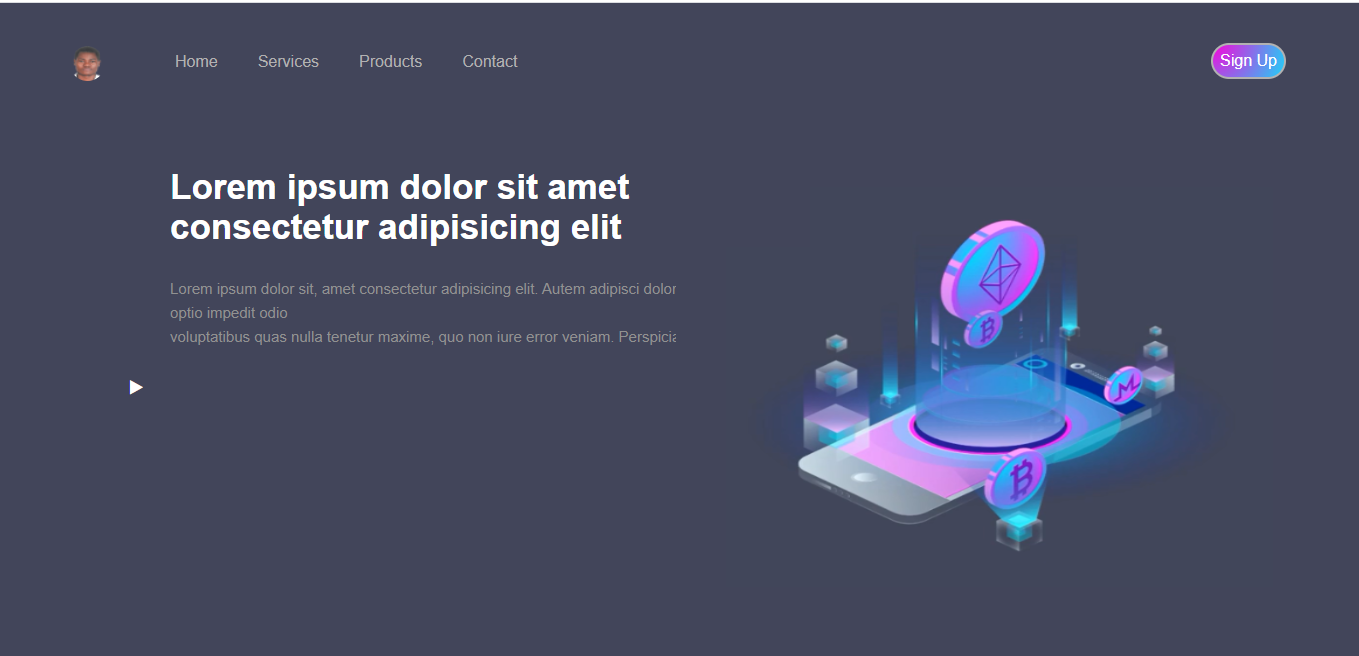 Home Services Products Contact Sign Up
Lorem ipsum dolor sit amet
consectetur adipisicing elit
Lorem ipsum dolor sit, amet consectetur adipisicing elit. Autem adipisci dolor
optio impedit odio
voluptatibus quas nulla tenetur maxime, quo non iure error veniam. Perspicia